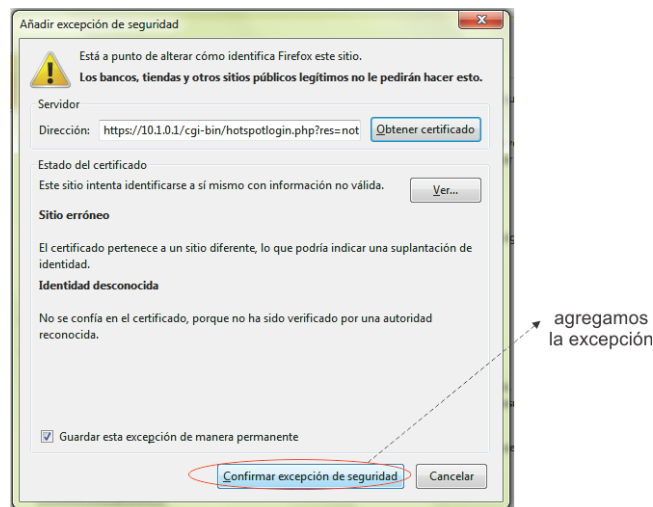 Añadir excepción de seguridad
Está a punto de alterar cómo identifica Firefox este sitio.
Los bancos, tiendas y otros sitios públicos legítimos no le pedirán hacer esto.
Servidor
Dirección: https://10.1.0.1/cgi-bin/hotspotlogin.php?res=not Obtener certificado
Estado del certificado
Este sitio intenta identificarse a sí mismo con información no válida. Ver...
Sitio erróneo
El certificado pertenece a un sitio diferente, lo que podría indicar una suplantación de
identidad.
Identidad desconocida
No se confía en el certificado, porque no ha sido verificado por una autoridad
reconocida.
agregamos
la excepción
Guardar esta excepción de manera permanente
Confirmar excepción de seguridad Cancelar